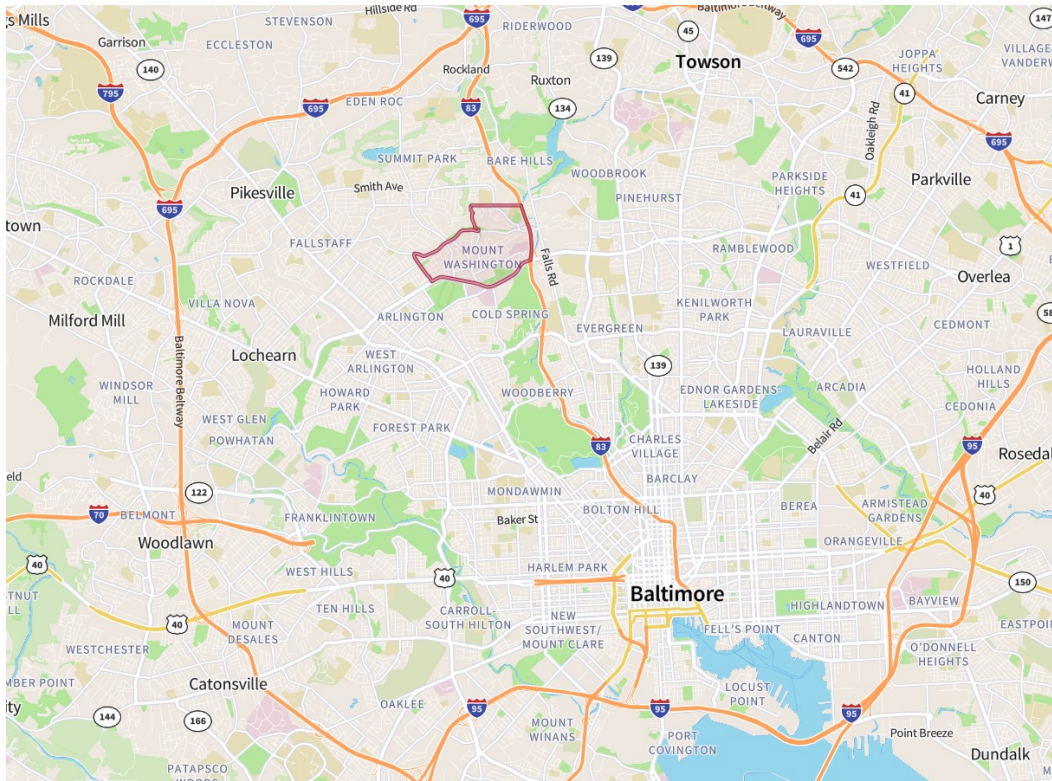 s Mills
Hillside Rd
STEVENSON
695
RIDERWOOD
Baltimore Beltway
695
147
Garrison
ECCLESTON
45
140
139
Towson
JOPPA
HEIGHTS
VILLAG
VANDERW
Rockland
Ruxton
542
795
695
EDEN ROC
83
134
41
Carney
Oakleigh Rd
695
SUMMIT PARK
BARE HILLS
WOODBROOK
PARKSIDE
HEIGHTS
Parkville
Pikesville
Smith Ave
PINEHURST
41
695
town
FALLSTAFF
MOUNT
WASHINGTON
Falls Rd
RAMBLEWOOD
1
WESTFIELD
Overlea
ROCKDALE
VILLA NOVA
KENILWORTH
PARK
Milford Mill
ARLINGTON
COLD SPRING
EVERGREEN
LAURAVILLE
CEDMONT
58
Baltimore Beltway
Lochearn
WEST
ARLINGTON
139
HOLLAND
HILLS
WINDSOR
MILL
HOWARD
PARK
WOODBERRY
EDNOR GARDENS-
LAKESIDE
ARCADIA
CEDONIA
WEST GLEN
POWHATAN
FOREST PARK
CHARLES
VILLAGE
Belair Rd
83
95
Rosedal
eld
122
MONDAWMIN
BARCLAY
40
70
BELMONT
FRANKLINTOWN
Baker St
BOLTON HILL
BEREA
ARMISTEAD
GARDENS
Woodlawn
ORANGEVILLE
40
WEST HILLS
40
HARLEM PARK
150
STNUT
ILL
Baltimore
HIGHLANDTOWN
BAYVIEW
TEN HILLS
CARROLL-
SOUTH HILTON
NEW
SOUTHWEST/
MOUNT CLARE
FELL'S POINT
CANTON
EASTPOIN
40
MOUNT
DESALES
O'DONNELL
HEIGHTS
WESTCHESTER
MBER POINT
Catonsville
LOCUST
POINT
OAKLEE
95
95
95
ity
144
166
MOUNT
WINANS
PORT
COVINGTON
Point Breeze
Dundalk
PATAPSCO